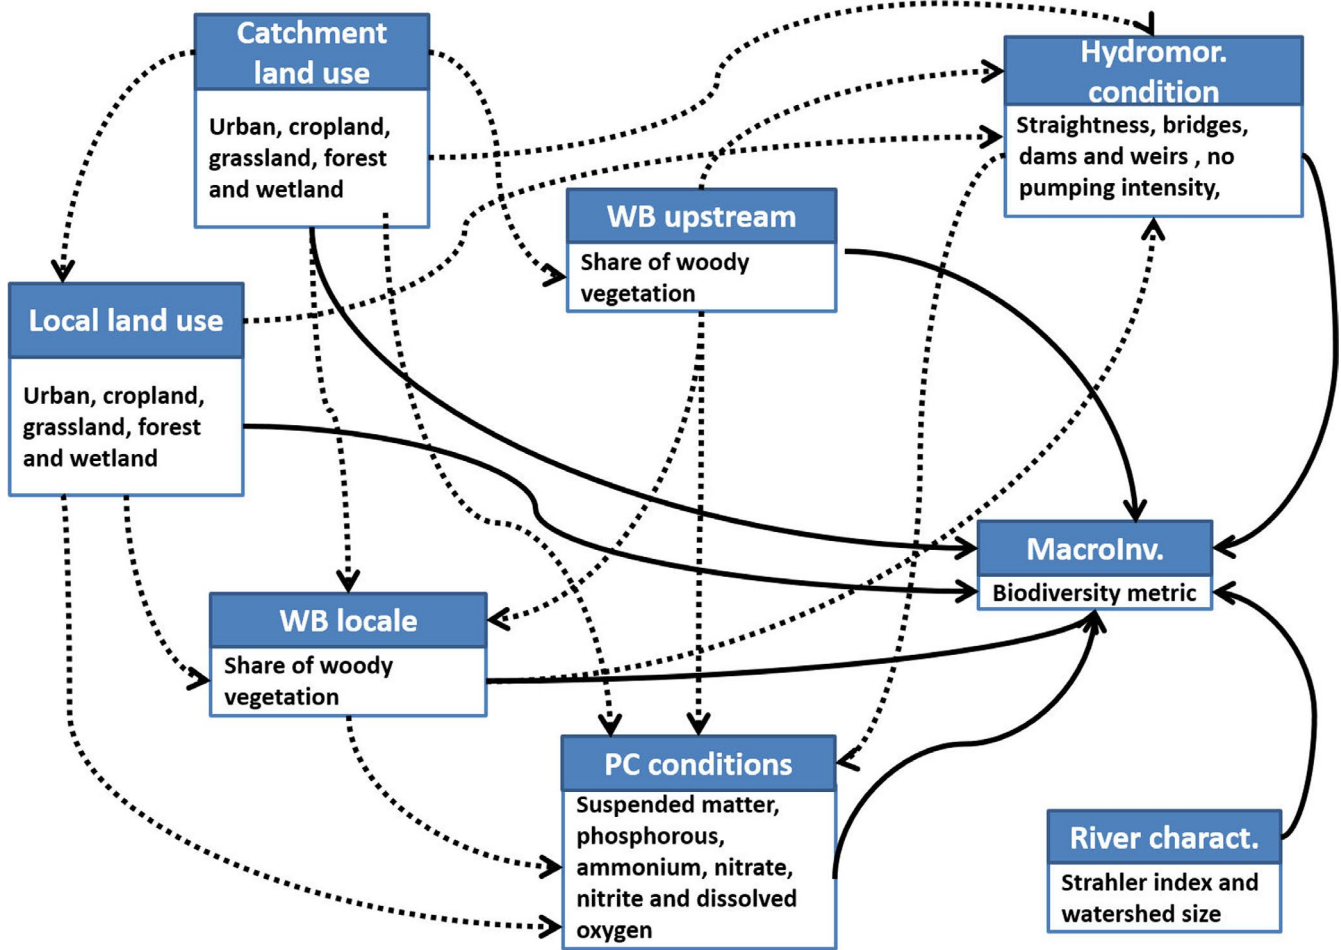 Catchment
land use
Urban, cropland,
grassland, forest
and wetland
Hydromor.
condition
Straightness, bridges,
dams and weirs , no
pumping intensity,
WB upstream
Share of woody
vegetation
Local land use
Urban, cropland,
grassland, forest
and wetland
MacroInv.
Biodiversity metric
WB locale
Share of woody
vegetation
PC conditions
Suspended matter,
phosphorous,
ammonium, nitrate,
nitrite and dissolved
oxygen
River charact.
Strahler index and
watershed size